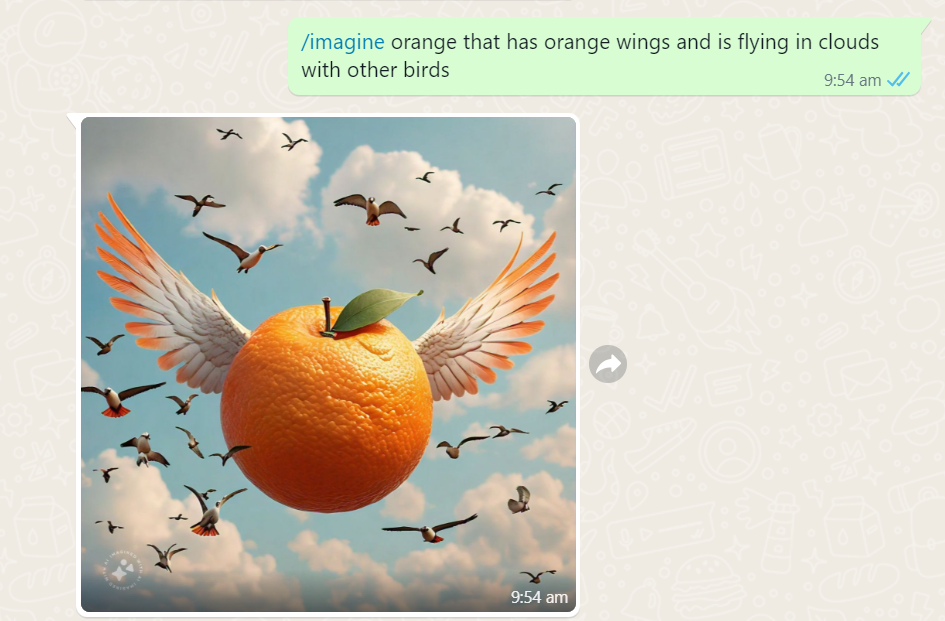 /imagine orange that has orange wings and is flying in clouds
with other birds
9:54 am
9:54 am